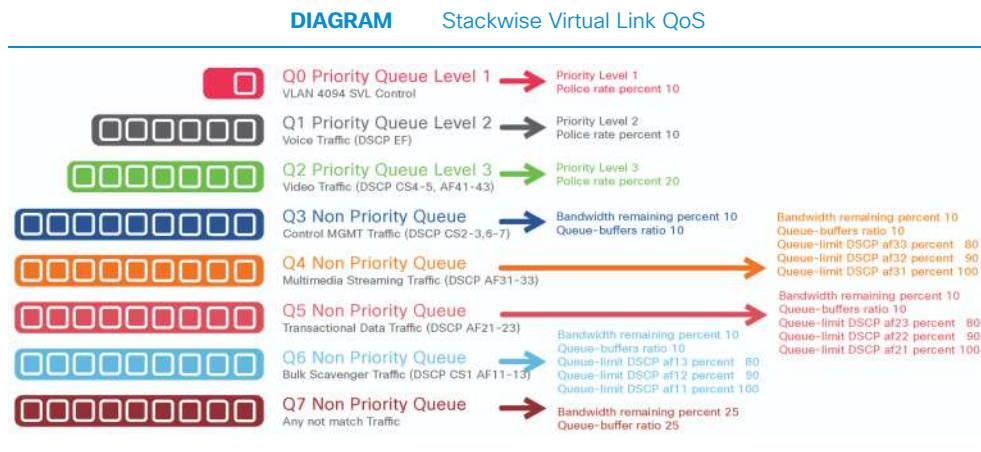 DIAGRAM Stackwise Virtual Link QoS
Q0 Priority Queue Level 1
VLAN 4094 SVL Control
Priority Level 1
Police rate percent 10
Q1 Priority Queue Level 2
Voice Traffic (DSCP EF)
Priority Level 2
Police rate percent 10
Q2 Priority Queue Level 3
Video Traffic (DSCP CS4-5, AF41-43)
Priority Level 3
Police rate percent 20
Q3 Non Priority Queue
Control MGMT Traffic (DSCP CS2-3,6-7)
Bandwidth remaining percent 10
Queue-buffers ratio 10
Q4 Non Priority Queue
Multimedia Streaming Traffic (DSCP AF31-33)
Bandwidth remaining percent 10
Queue-buffers ratio 10
Queue-limit DSCP af33 percent 80
Queue-limit DSCP af32 percent 90
Queue-limit DSCP af31 percent 100
Q5 Non Priority Queue
Transactional Data Traffic (DSCP AF21-23)
Bandwidth remaining percent 10
Queue-buffers ratio 10
Queue-limit DSCP af23 percent 80
Queue-limit DSCP af22 percent 90
Queue-limit DSCP af21 percent 100
Q6 Non Priority Queue
Bulk Scavenger Traffic (DSCP CS1 AF11-13)
Bandwidth remaining percent 10
Queue-buffers ratio 10
Queue-limit DSCP af13 percent 80
Queue-limit DSCP af12 percent 90
Queue-limit DSCP af11 percent 100
Q7 Non Priority Queue
Any not match Traffic
Bandwidth remaining percent 25
Queue-buffer ratio 25